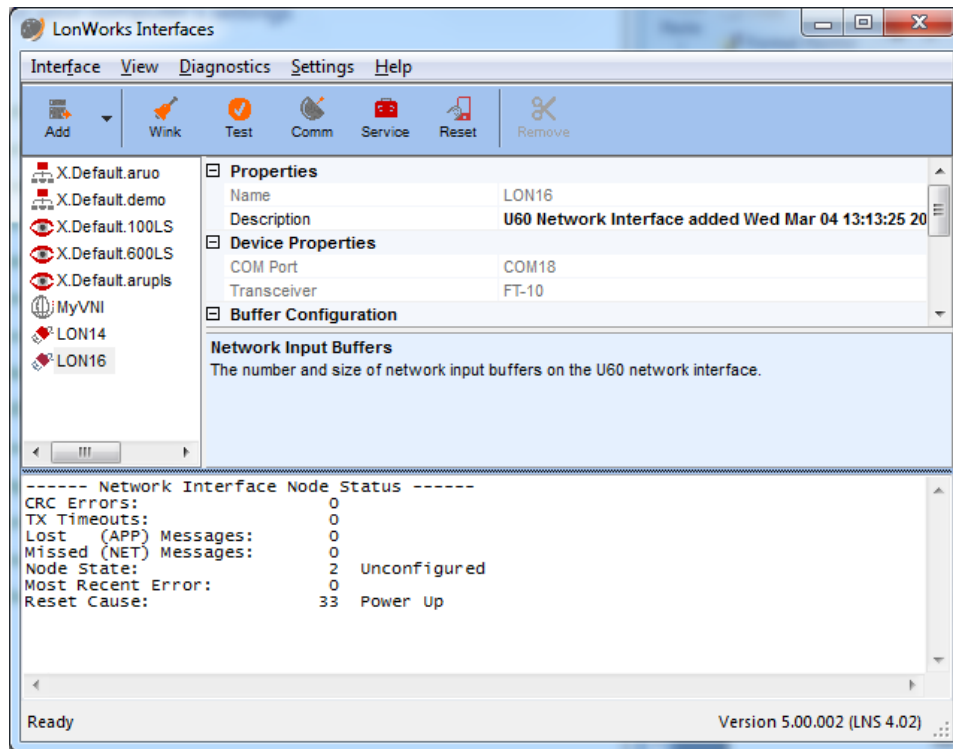 LonWorks Interfaces
Interface View Diagnostics Settings Help
Add Wink Test Comm Service Reset Remove
X.Default.aruo
X.Default.demo
X.Default.100LS
X.Default.600LS
X.Default.arupls
MyVNI
LON14
LON16
Properties
Name LON16
Description U60 Network Interface added Wed Mar 04 13:13:25 20
Device Properties
COM Port COM18
Transceiver FT-10
Buffer Configuration
Network Input Buffers
The number and size of network input buffers on the U60 network interface.
------ Network Interface Node Status ------
CRC Errors: 0
TX Timeouts: 0
Lost (APP) Messages: 0
Missed (NET) Messages: 0
Node State: 2 Unconfigured
Most Recent Error: 0
Reset Cause: 33 Power Up
Ready Version 5.00.002 (LNS 4.02)